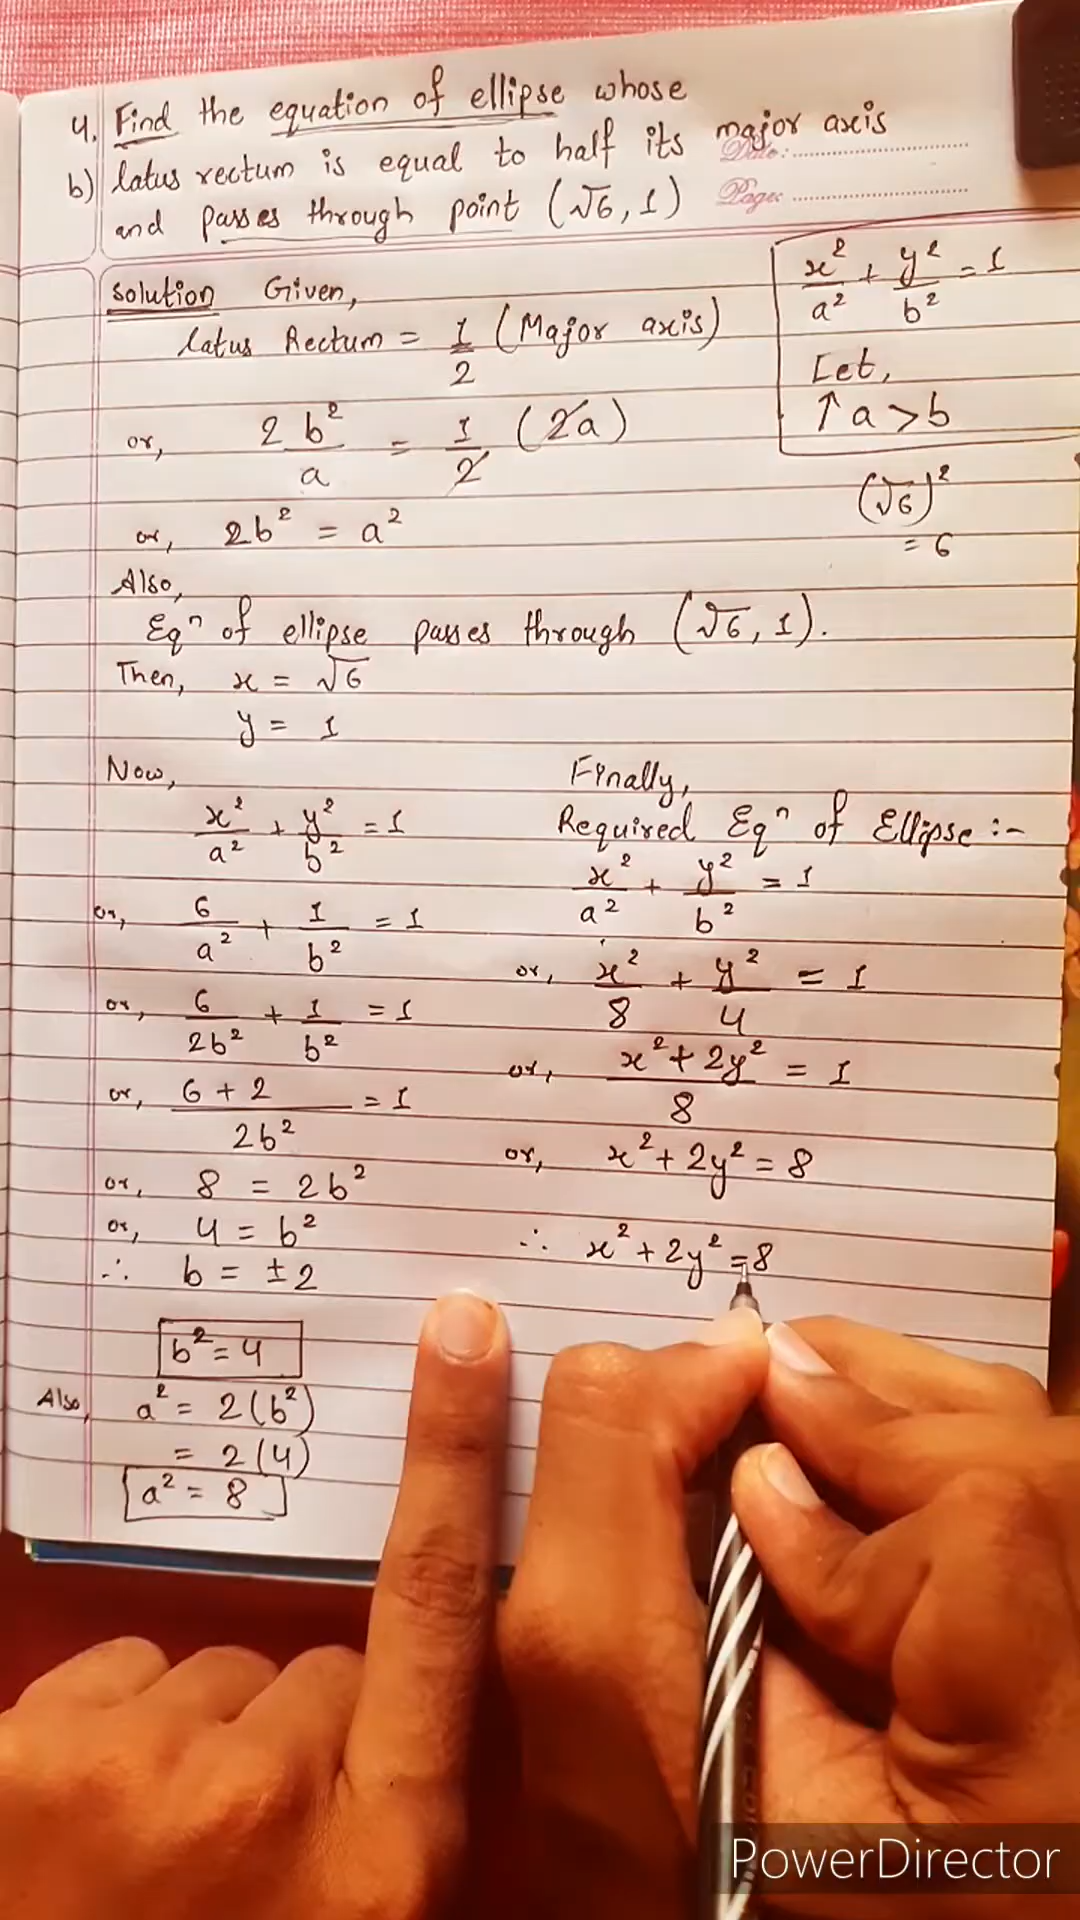 4. Find the equation of ellipse whose
b) latus rectum is equal to half its major axis
and passes through point (√6, 1)
Date:
Page:
Solution Given,
Latus Rectum = 1/2 (Major axis)
or, 2b²/a = 1/2 (2a)
or, 2b² = a²
x²/a² + y²/b² = 1
Let,
↑ a > b
(√6)²
= 6
Also,
Eqⁿ of ellipse passes through (√6, 1).
Then, x = √6
y = 1
Now,
x²/a² + y²/b² = 1
or, 6/a² + 1/b² = 1
or, 6/2b² + 1/b² = 1
or, 6 + 2/2b² = 1
or, 8 = 2b²
or, 4 = b²
∴ b = ±2
b² = 4
Also, a² = 2(b²)
= 2(4)
a² = 8
Finally,
Required Eqⁿ of Ellipse :-
x²/a² + y²/b² = 1
or, x²/8 + y²/4 = 1
or, x² + 2y²/8 = 1
or, x² + 2y² = 8
∴ x² + 2y² = 8
PowerDirector